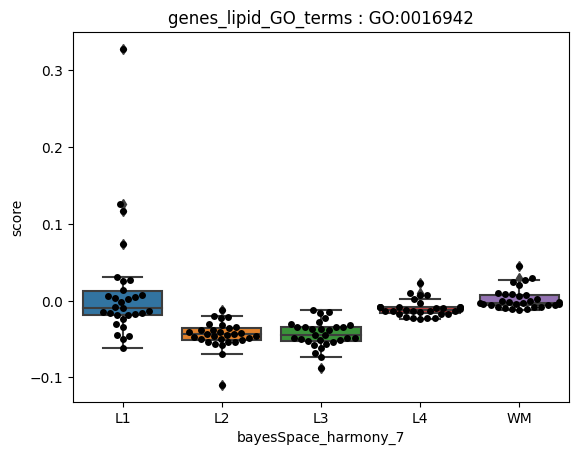 genes_lipid_GO_terms : GO:0016942
score
0.3
0.2
0.1
0.0
−0.1
L1
L2
L3
L4
WM
bayesSpace_harmony_7